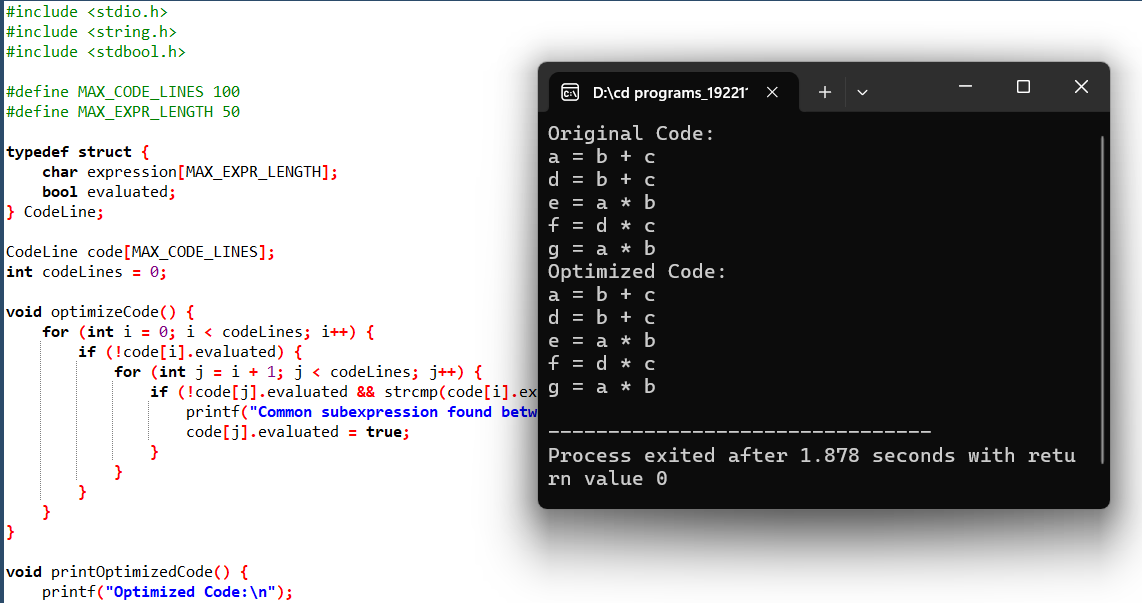 #include <stdio.h>
#include <string.h>
#include <stdbool.h>
#define MAX_CODE_LINES 100
#define MAX_EXPR_LENGTH 50
typedef struct {
    char expression[MAX_EXPR_LENGTH];
    bool evaluated;
} CodeLine;
CodeLine code[MAX_CODE_LINES];
int codeLines = 0;
void optimizeCode() {
    for (int i = 0; i < codeLines; i++) {
        if (!code[i].evaluated) {
            for (int j = i + 1; j < codeLines; j++) {
                if (!code[j].evaluated && strcmp(code[i].ex
                    printf("Common subexpression found betw
                    code[j].evaluated = true;
                }
            }
        }
    }
}
void printOptimizedCode() {
    printf("Optimized Code:\n");
D:\cd programs_19221
Original Code:
a = b + c
d = b + c
e = a * b
f = d * c
g = a * b
Optimized Code:
a = b + c
d = b + c
e = a * b
f = d * c
g = a * b
--------------------------------
Process exited after 1.878 seconds with retu
rn value 0